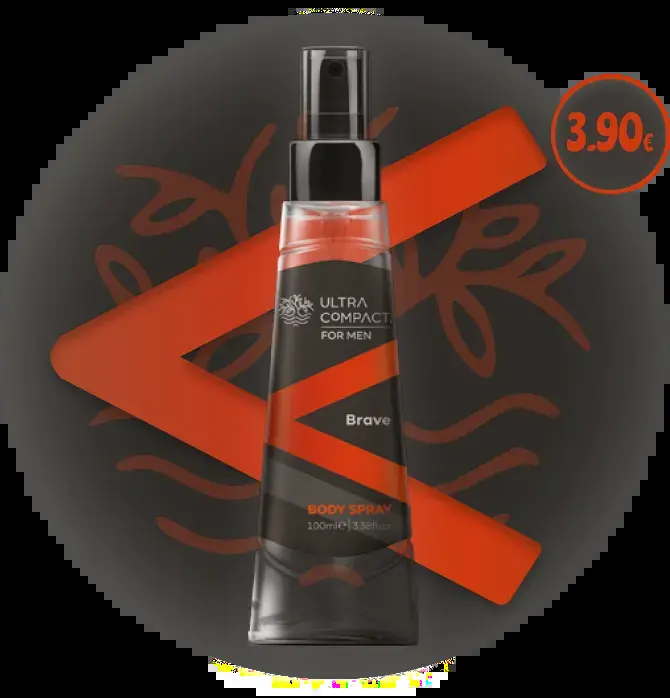 3.90€
ULTRA
COMPACT.
FOR MEN
Brave
BODY SPRAY
100ml℮ | 3.38fl.oz